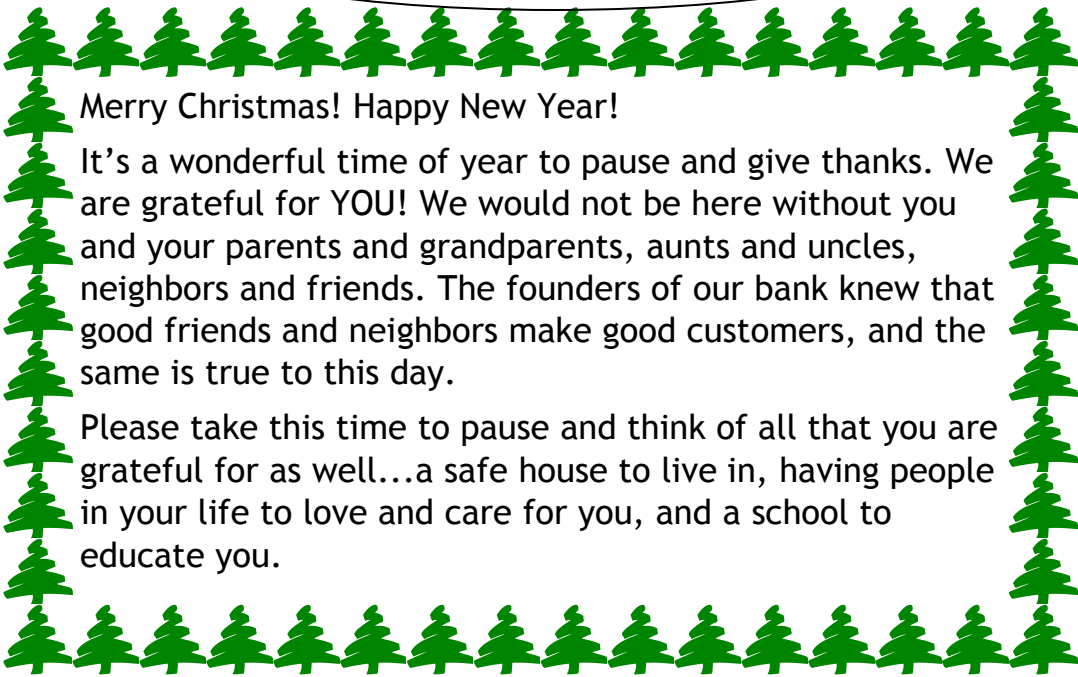 Merry Christmas! Happy New Year!
It’s a wonderful time of year to pause and give thanks. We
are grateful for YOU! We would not be here without you
and your parents and grandparents, aunts and uncles,
neighbors and friends. The founders of our bank knew that
good friends and neighbors make good customers, and the
same is true to this day.
Please take this time to pause and think of all that you are
grateful for as well...a safe house to live in, having people
in your life to love and care for you, and a school to
educate you.